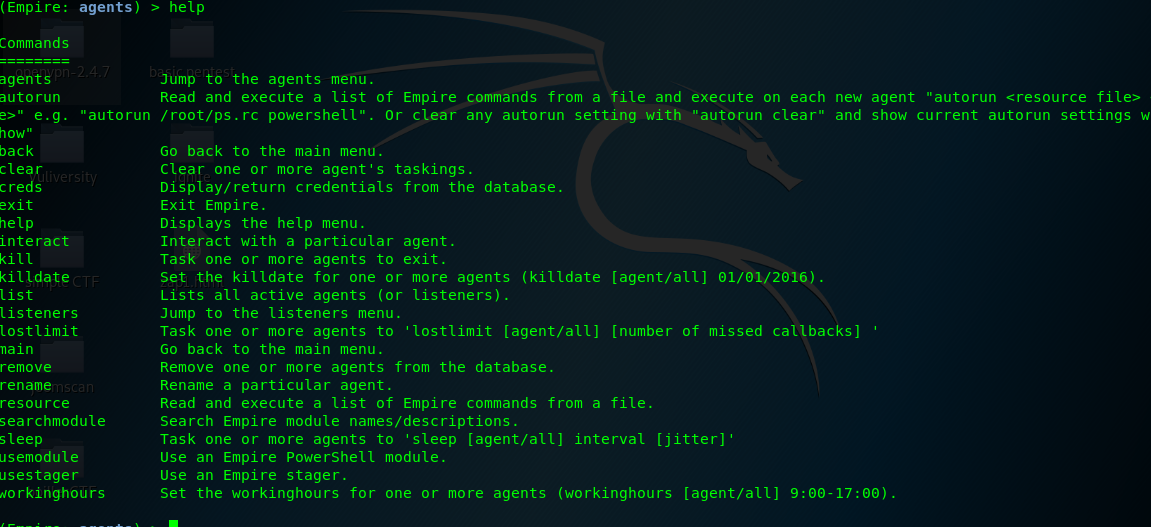 (Empire: agents) > help
Commands
========
agents Jump to the agents menu.
autorun Read and execute a list of Empire commands from a file and execute on each new agent "autorun <resource file>
e>" e.g. "autorun /root/ps.rc powershell". Or clear any autorun setting with "autorun clear" and show current autorun settings w
how"
back Go back to the main menu.
clear Clear one or more agent's taskings.
creds Display/return credentials from the database.
exit Exit Empire.
help Displays the help menu.
interact Interact with a particular agent.
kill Task one or more agents to exit.
killdate Set the killdate for one or more agents (killdate [agent/all] 01/01/2016).
list Lists all active agents (or listeners).
listeners Jump to the listeners menu.
lostlimit Task one or more agents to 'lostlimit [agent/all] [number of missed callbacks] '
main Go back to the main menu.
remove Remove one or more agents from the database.
rename Rename a particular agent.
resource Read and execute a list of Empire commands from a file.
searchmodule Search Empire module names/descriptions.
sleep Task one or more agents to 'sleep [agent/all] interval [jitter]'
usemodule Use an Empire PowerShell module.
usestager Use an Empire stager.
workinghours Set the workinghours for one or more agents (workinghours [agent/all] 9:00-17:00).
(Empire: agents) >
openvpn-2.4.7
basic pentest
vuliversity
ignite
simple CTF